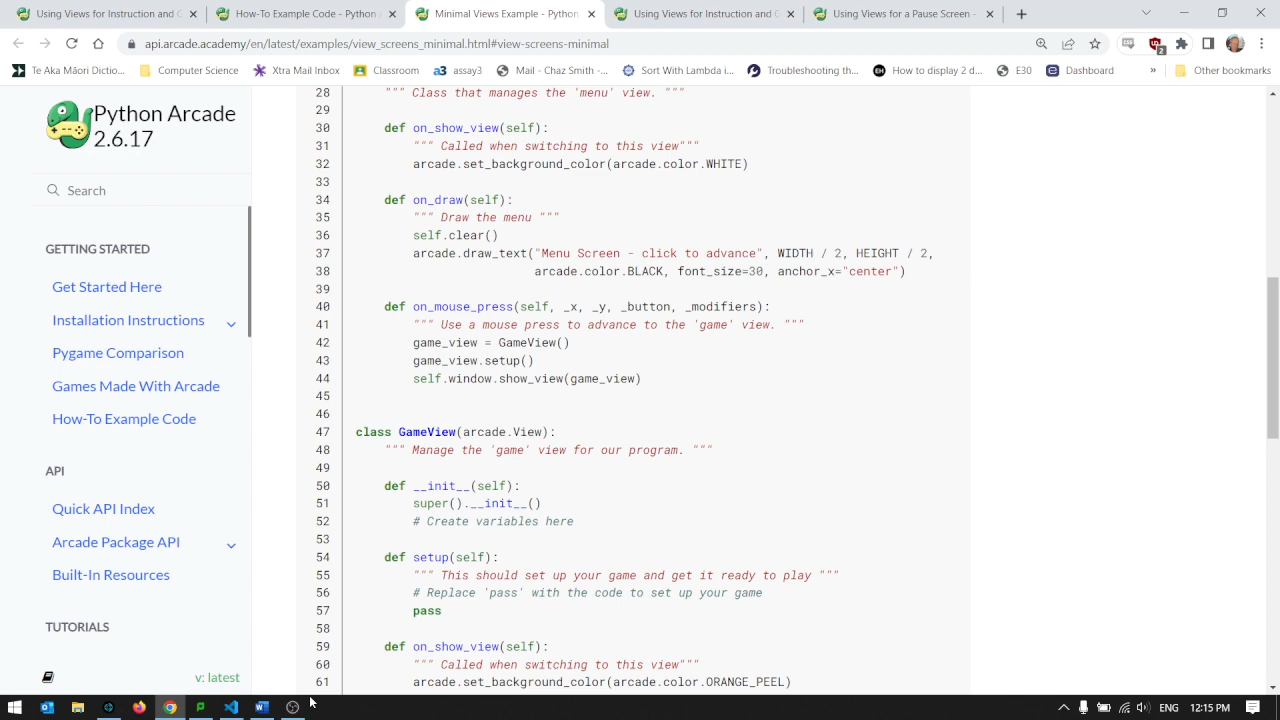 Using Views for Instruction and C
How-To Example Code - Python /
Minimal View Example - Python
Using Views for Instruction and C
Using Views for a Pause Screen -
api.arcade.academy/en/latest/examples/view_screens_minimal.html#view-screens-minimal
2
Te Aka Māori Dictio...
Computer Science
Xtra Mail Inbox
Classroom
a3 assay3
Mail - Chaz Smith -...
Sort With Lambda i...
Troubleshooting th...
EH How to display 2 d...
E30
Dashboard
»
Other bookmarks
Python Arcade
2.6.17
Search
GETTING STARTED
Get Started Here
Installation Instructions
Pygame Comparison
Games Made With Arcade
How-To Example Code
API
Quick API Index
Arcade Package API
Built-In Resources
TUTORIALS
v: latest
28 """ Class that manages the 'menu' view. """
29
30 def on_show_view(self):
31 """ Called when switching to this view"""
32 arcade.set_background_color(arcade.color.WHITE)
33
34 def on_draw(self):
35 """ Draw the menu """
36 self.clear()
37 arcade.draw_text("Menu Screen - click to advance", WIDTH / 2, HEIGHT / 2,
38 arcade.color.BLACK, font_size=30, anchor_x="center")
39
40 def on_mouse_press(self, _x, _y, _button, _modifiers):
41 """ Use a mouse press to advance to the 'game' view. """
42 game_view = GameView()
43 game_view.setup()
44 self.window.show_view(game_view)
45
46
47 class GameView(arcade.View):
48 """ Manage the 'game' view for our program. """
49
50 def __init__(self):
51 super().__init__()
52 # Create variables here
53
54 def setup(self):
55 """ This should set up your game and get it ready to play """
56 # Replace 'pass' with the code to set up your game
57 pass
58
59 def on_show_view(self):
60 """ Called when switching to this view"""
61 arcade.set_background_color(arcade.color.ORANGE_PEEL)
ENG
12:15 PM